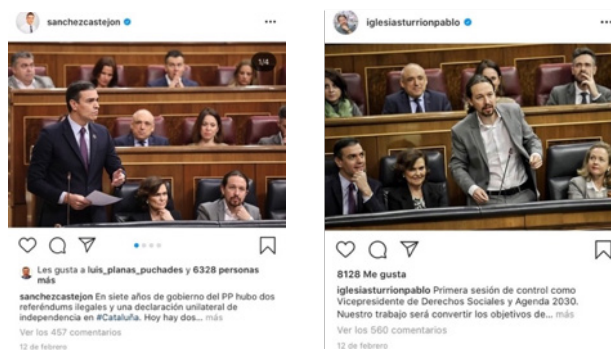 sanchezcastejon
1/4
Les gusta a luis_planas_puchades y 6328 personas
más
sanchezcastejon En siete años de gobierno del PP hubo dos
referéndums ilegales y una declaración unilateral de
independencia en #Cataluña. Hoy hay dos... más
Ver los 457 comentarios
12 de febrero
iglesiasturrionpablo
8128 Me gusta
iglesiasturrionpablo Primera sesión de control como
Vicepresidente de Derechos Sociales y Agenda 2030.
Nuestro trabajo será convertir los objetivos de... más
Ver los 560 comentarios
12 de febrero